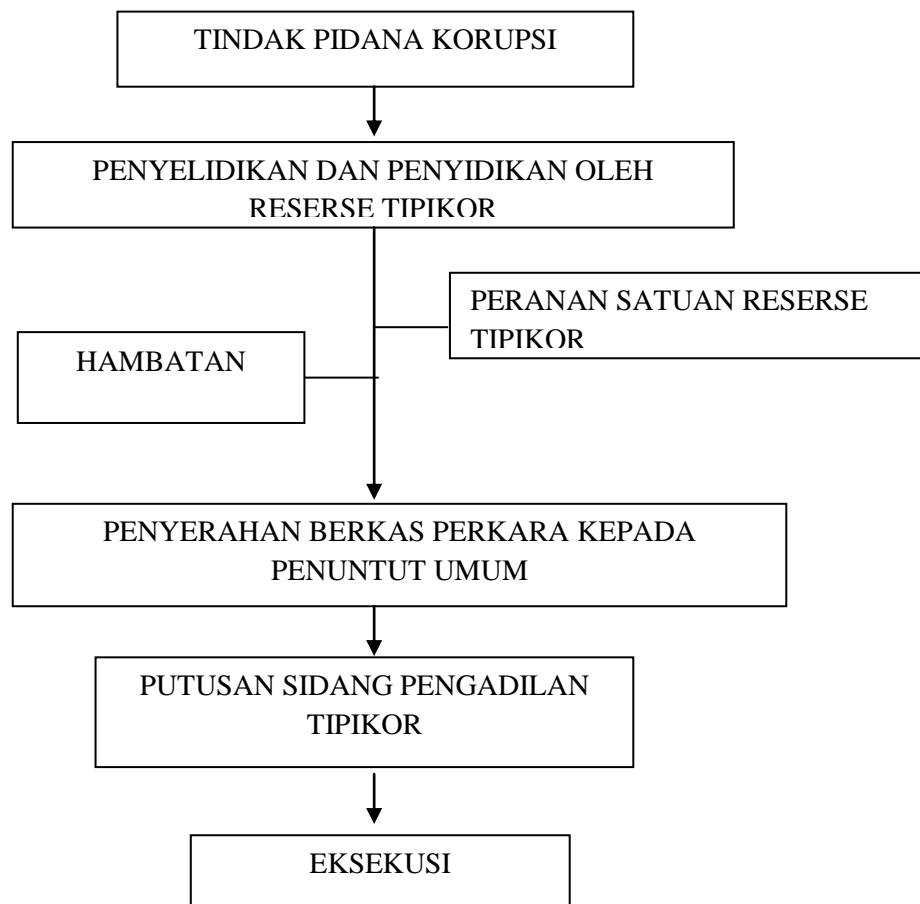 TINDAK PIDANA KORUPSI
PENYELIDIKAN DAN PENYIDIKAN OLEH
RESERSE TIPIKOR
PERANAN SATUAN RESERSE
TIPIKOR
HAMBATAN
PENYERAHAN BERKAS PERKARA KEPADA
PENUNTUT UMUM
PUTUSAN SIDANG PENGADILAN
TIPIKOR
EKSEKUSI